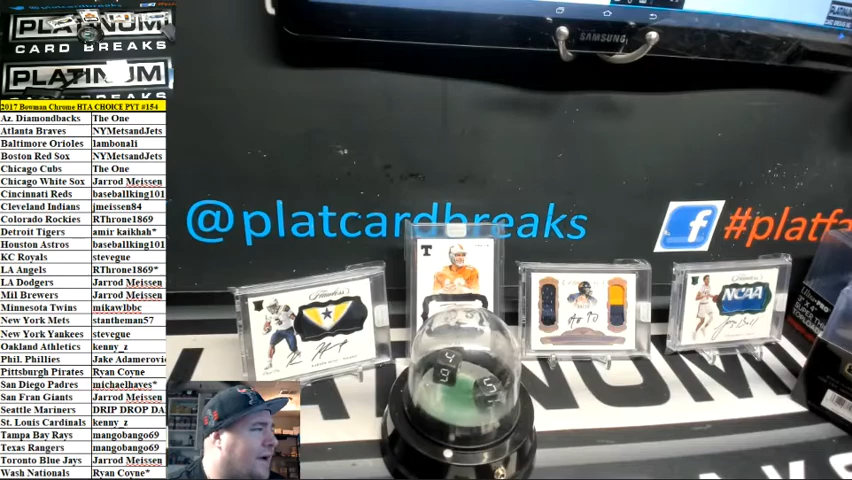 PLATINUM
CARD BREAKS
PLATINUM
2017 Bowman Chrome HTA CHOICE PYT #154
Az. Diamondbacks The One
Atlanta Braves NYMetsandJets
Baltimore Orioles lambonali
Boston Red Sox NYMetsandJets
Chicago Cubs The One
Chicago White Sox Jarrod Meissen
Cincinnati Reds baseballking101
Cleveland Indians jmeissen84
Colorado Rockies RThrone1869
Detroit Tigers amir kaikhah*
Houston Astros baseballking101
KC Royals stevegue
LA Angels RThrone1869*
LA Dodgers Jarrod Meissen
Mil Brewers Jarrod Meissen
Minnesota Twins mikawlbbc
New York Mets stantheman57
New York Yankees stevegue
Oakland Athletics kenny_z
Phil. Phillies Jake Adamerovic
Pittsburgh Pirates Ryan Coyne
San Diego Padres michaelhayes*
San Fran Giants Jarrod Meissen
Seattle Mariners DRIP DROP DA
St. Louis Cardinals kenny_z
Tampa Bay Rays mangobango69
Texas Rangers mangobango69
Toronto Blue Jays Jarrod Meissen
Wash Nationals Ryan Coyne*
SAMSUNG
@platcardbreaks
f #platfa
T
NCAA